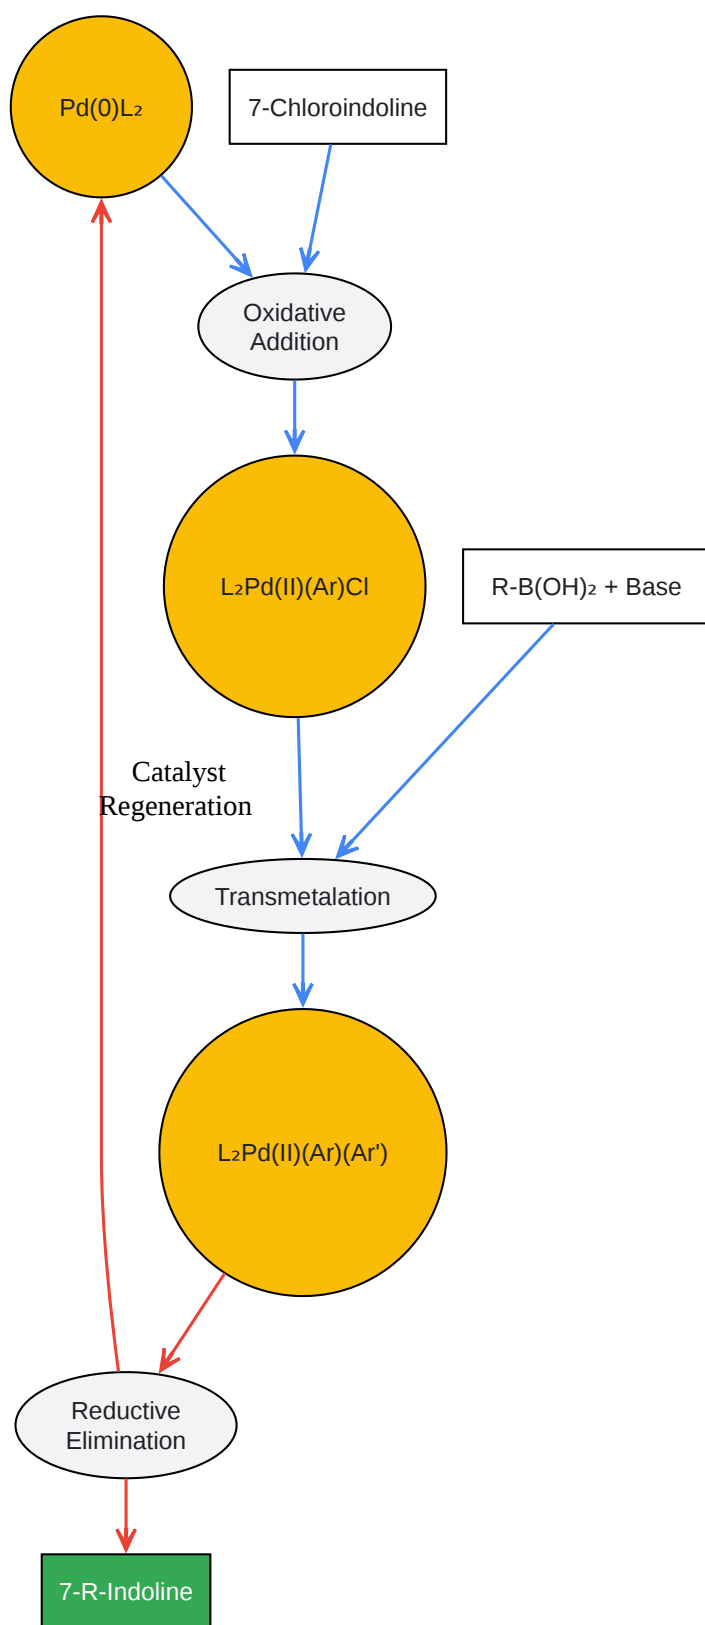 Pd(0)L₂
7-Chloroindoline
Oxidative
Addition
L₂Pd(II)(Ar)Cl
R-B(OH)₂ + Base
Catalyst
Regeneration
Transmetalation
L₂Pd(II)(Ar)(Ar')
Reductive
Elimination
7-R-Indoline